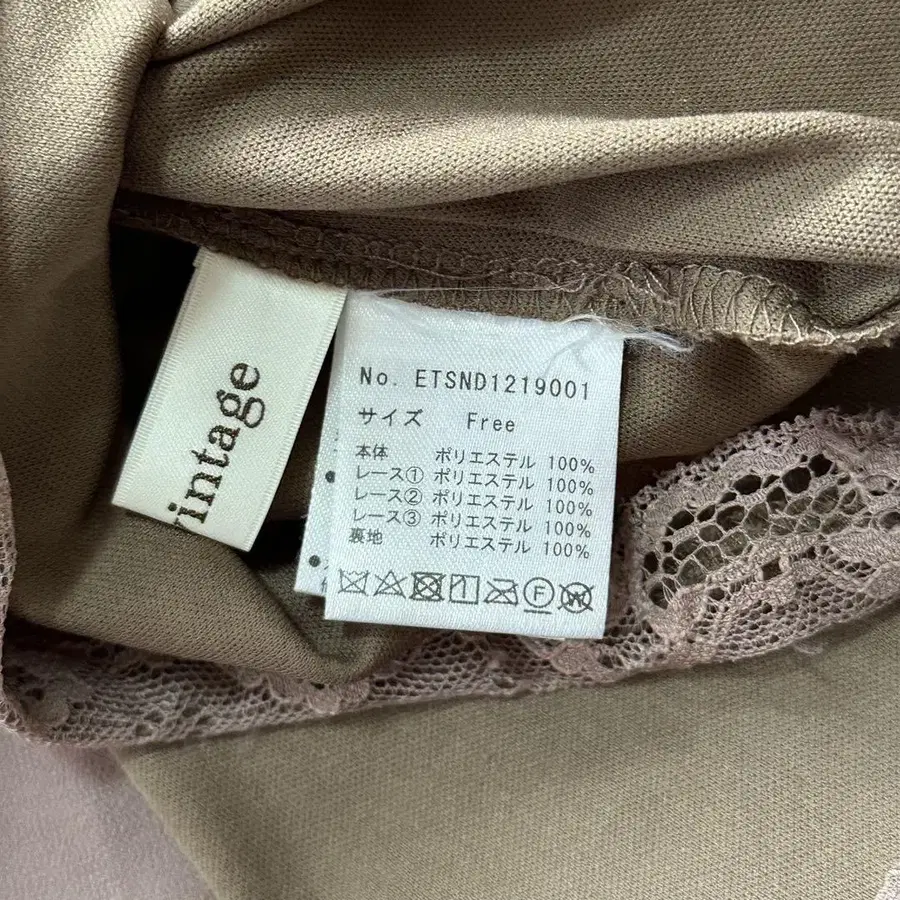 vintage
No. ETSND1219001
サイズ Free
本体 ポリエステル 100%
レース① ポリエステル 100%
レース② ポリエステル 100%
レース③ ポリエステル 100%
裏地 ポリエステル 100%
F W